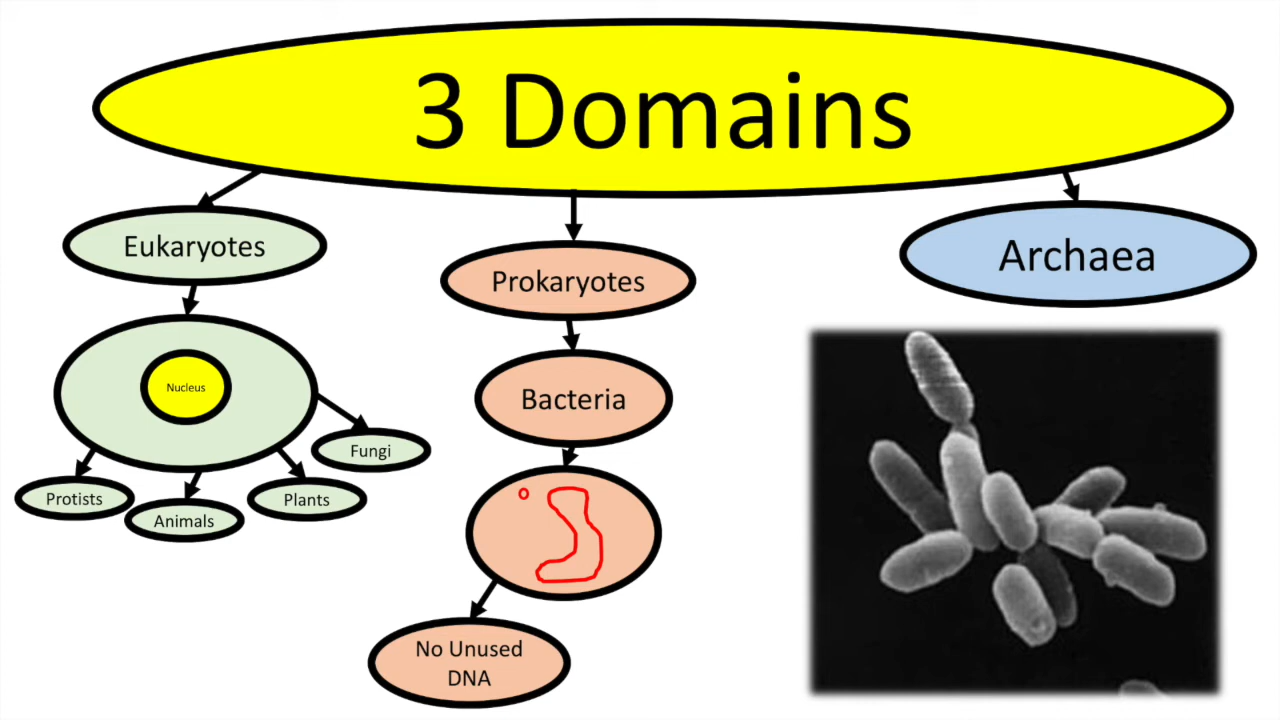 3 Domains
Eukaryotes
Prokaryotes
Archaea
Nucleus
Bacteria
Fungi
Protists
Animals
Plants
No Unused
DNA